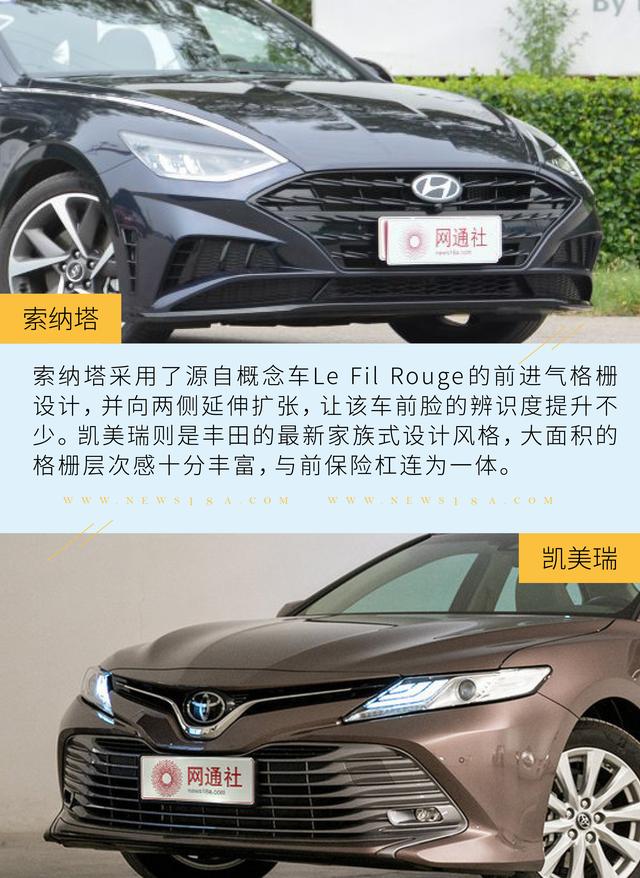 By
网通社
news18a.com
索纳塔
索纳塔采用了源自概念车Le Fil Rouge的前进气格栅
设计，并向两侧延伸扩张，让该车前脸的辨识度提升不
少。凯美瑞则是丰田的最新家族式设计风格，大面积的
格栅层次感十分丰富，与前保险杠连为一体。
WWW.NEWS18A.COM WWW.NEWS18A.COM
凯美瑞
网通社
news18a.com